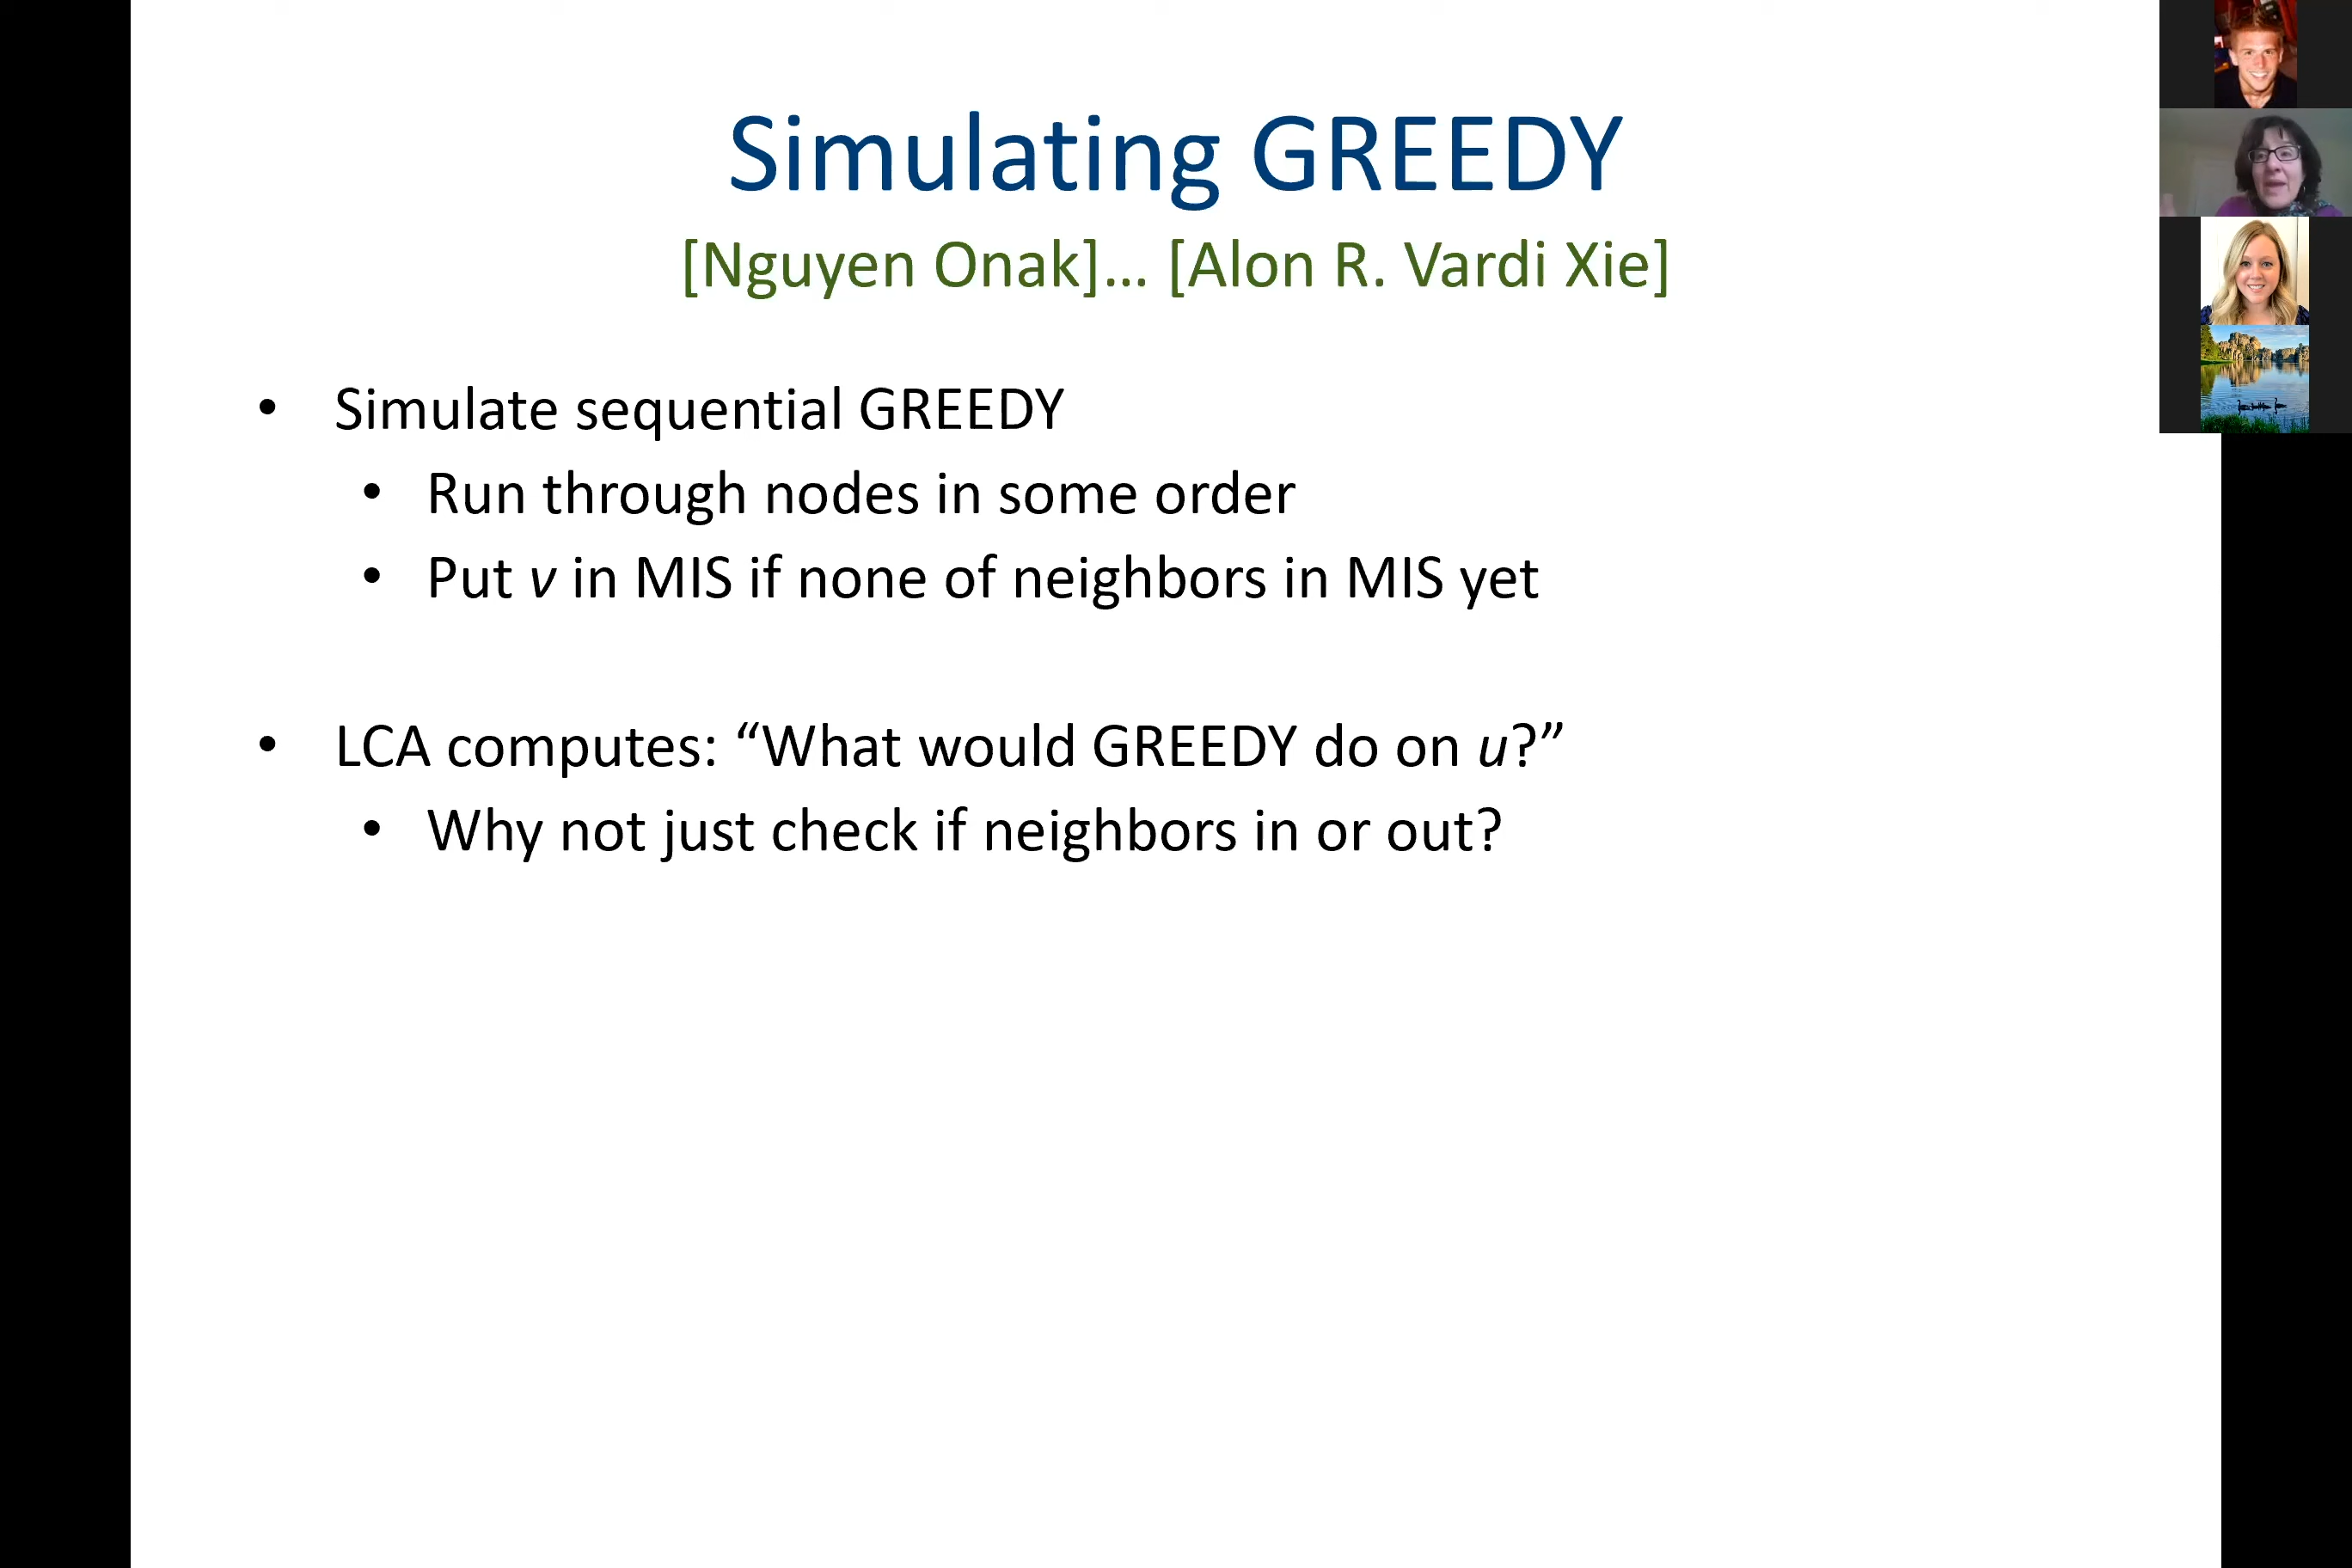 Simulating GREEDY
[Nguyen Onak]... [Alon R. Vardi Xie]
• Simulate sequential GREEDY
• Run through nodes in some order
• Put v in MIS if none of neighbors in MIS yet
• LCA computes: “What would GREEDY do on u?”
• Why not just check if neighbors in or out?